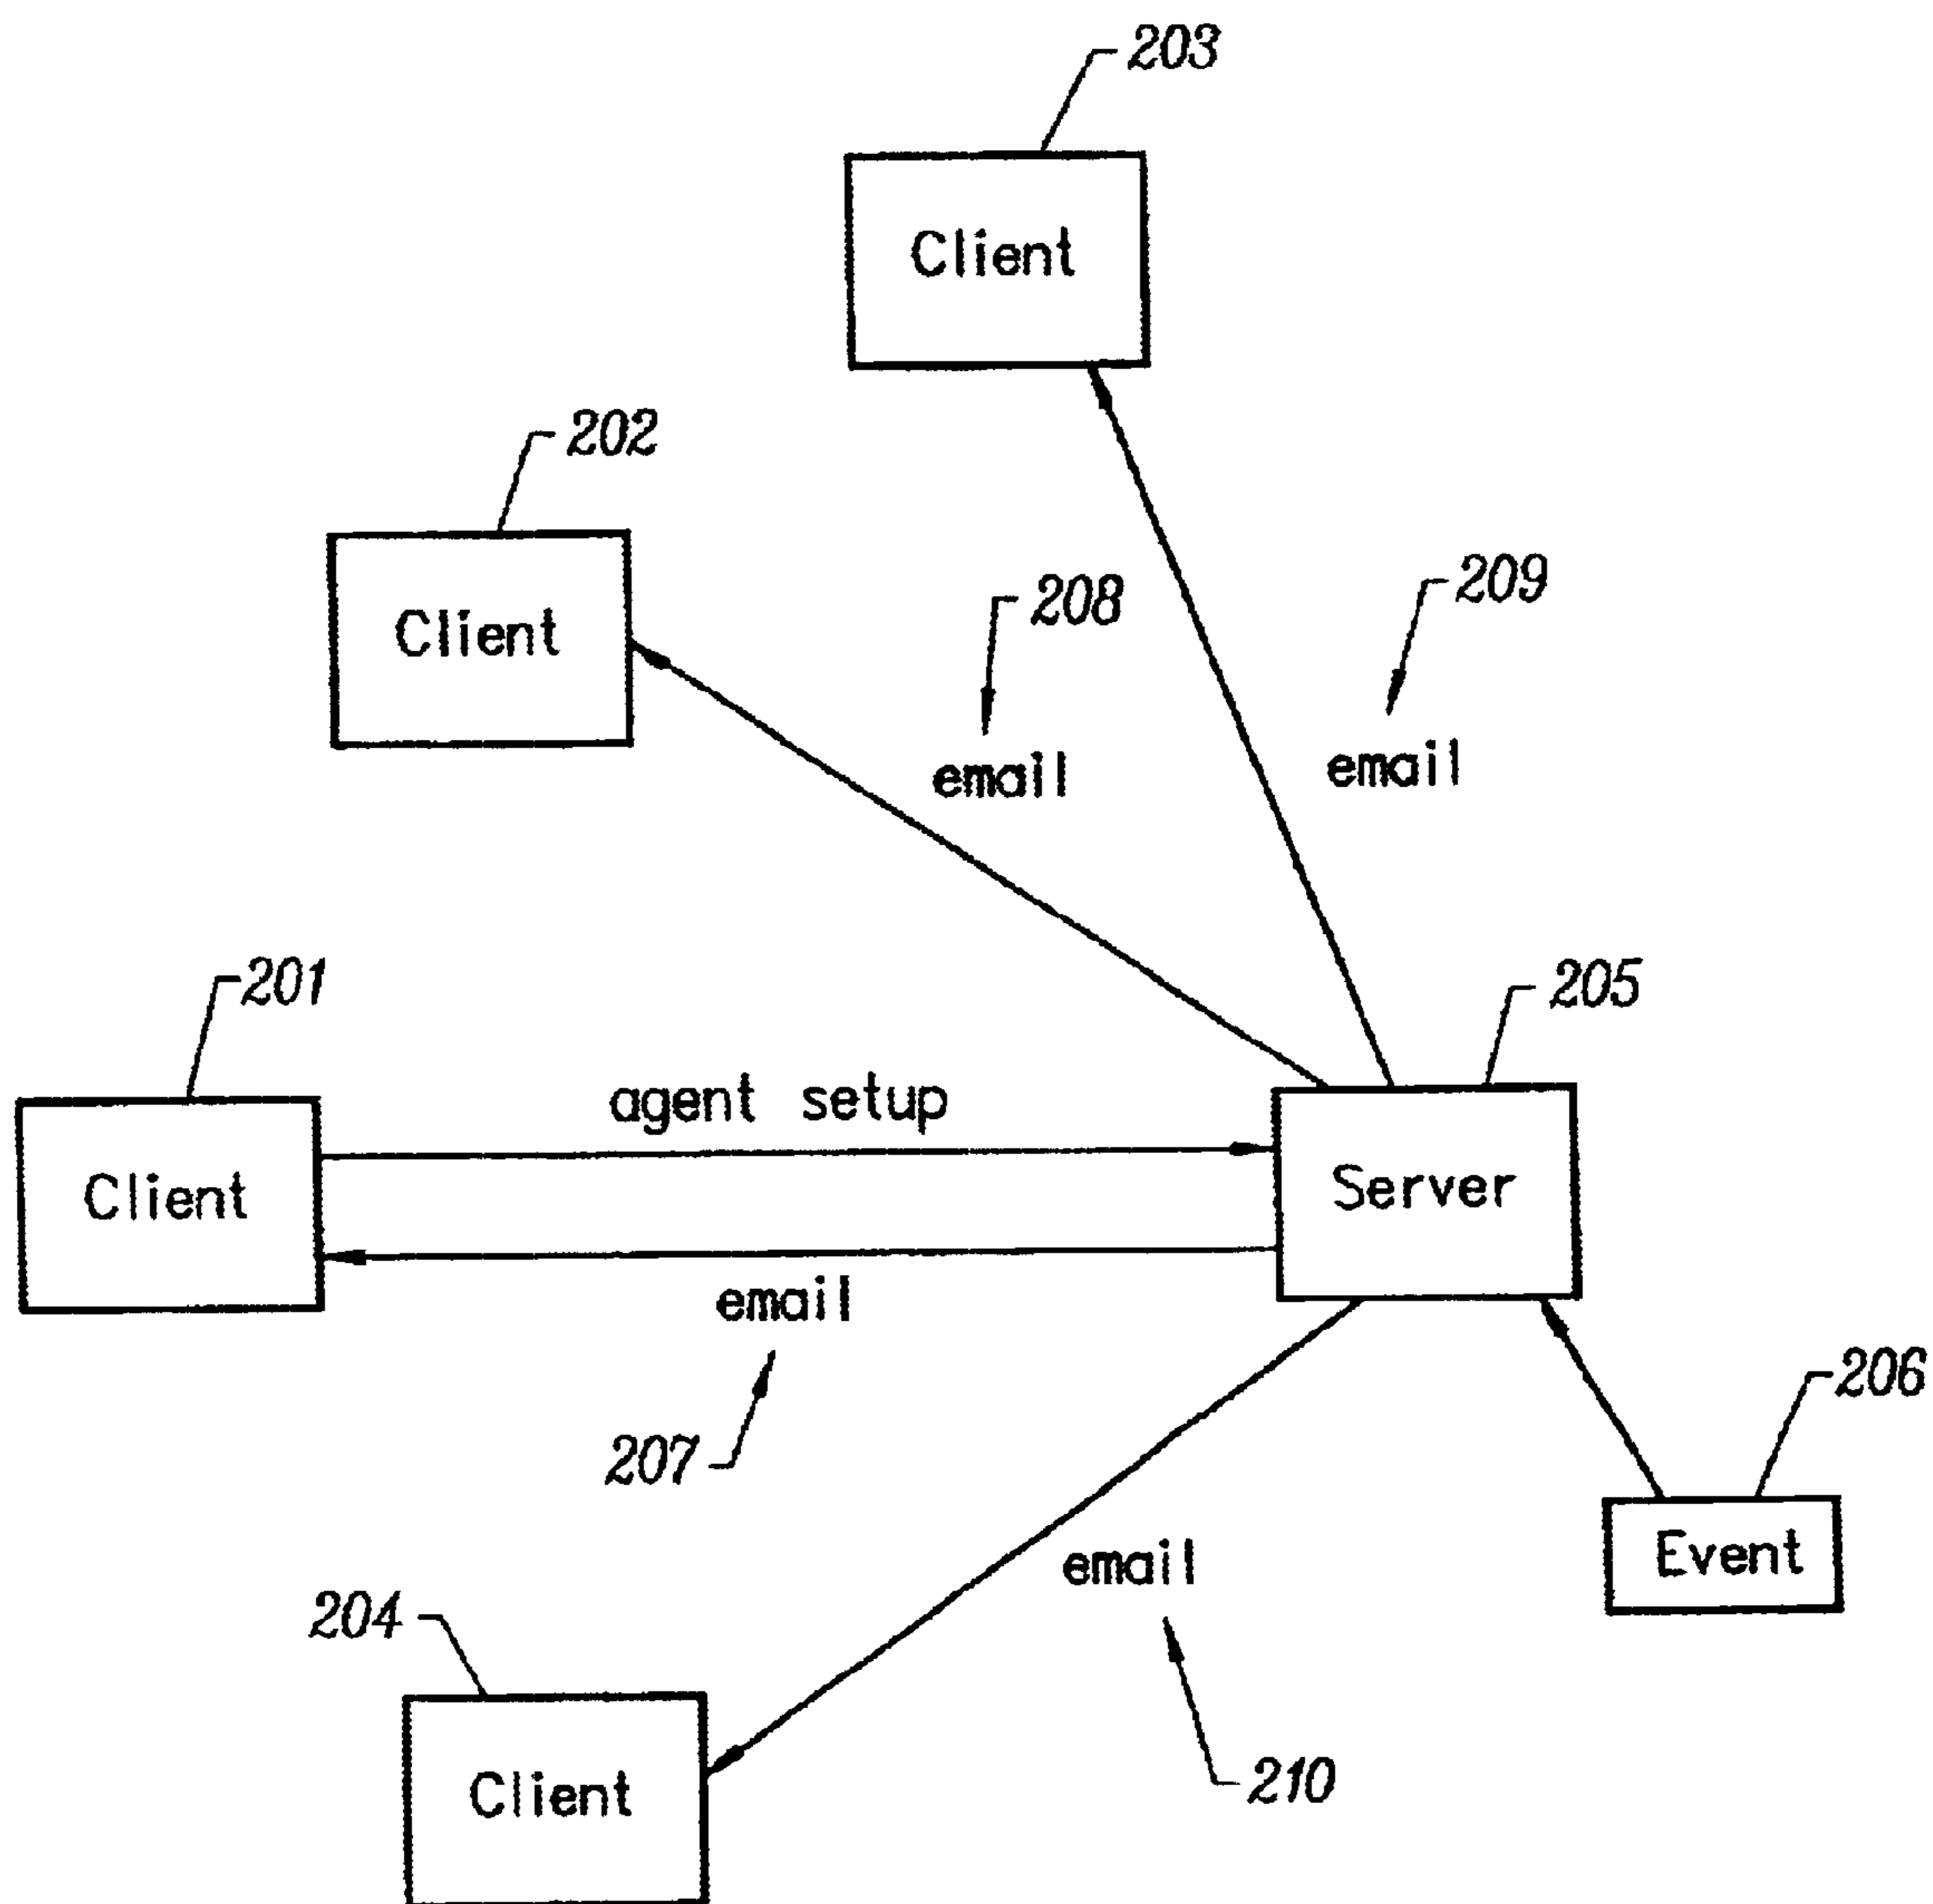 203
Client
202
Client
208
209
email
email
201
205
agent setup
Client
Server
email
207
206
Event
email
204
Client
210